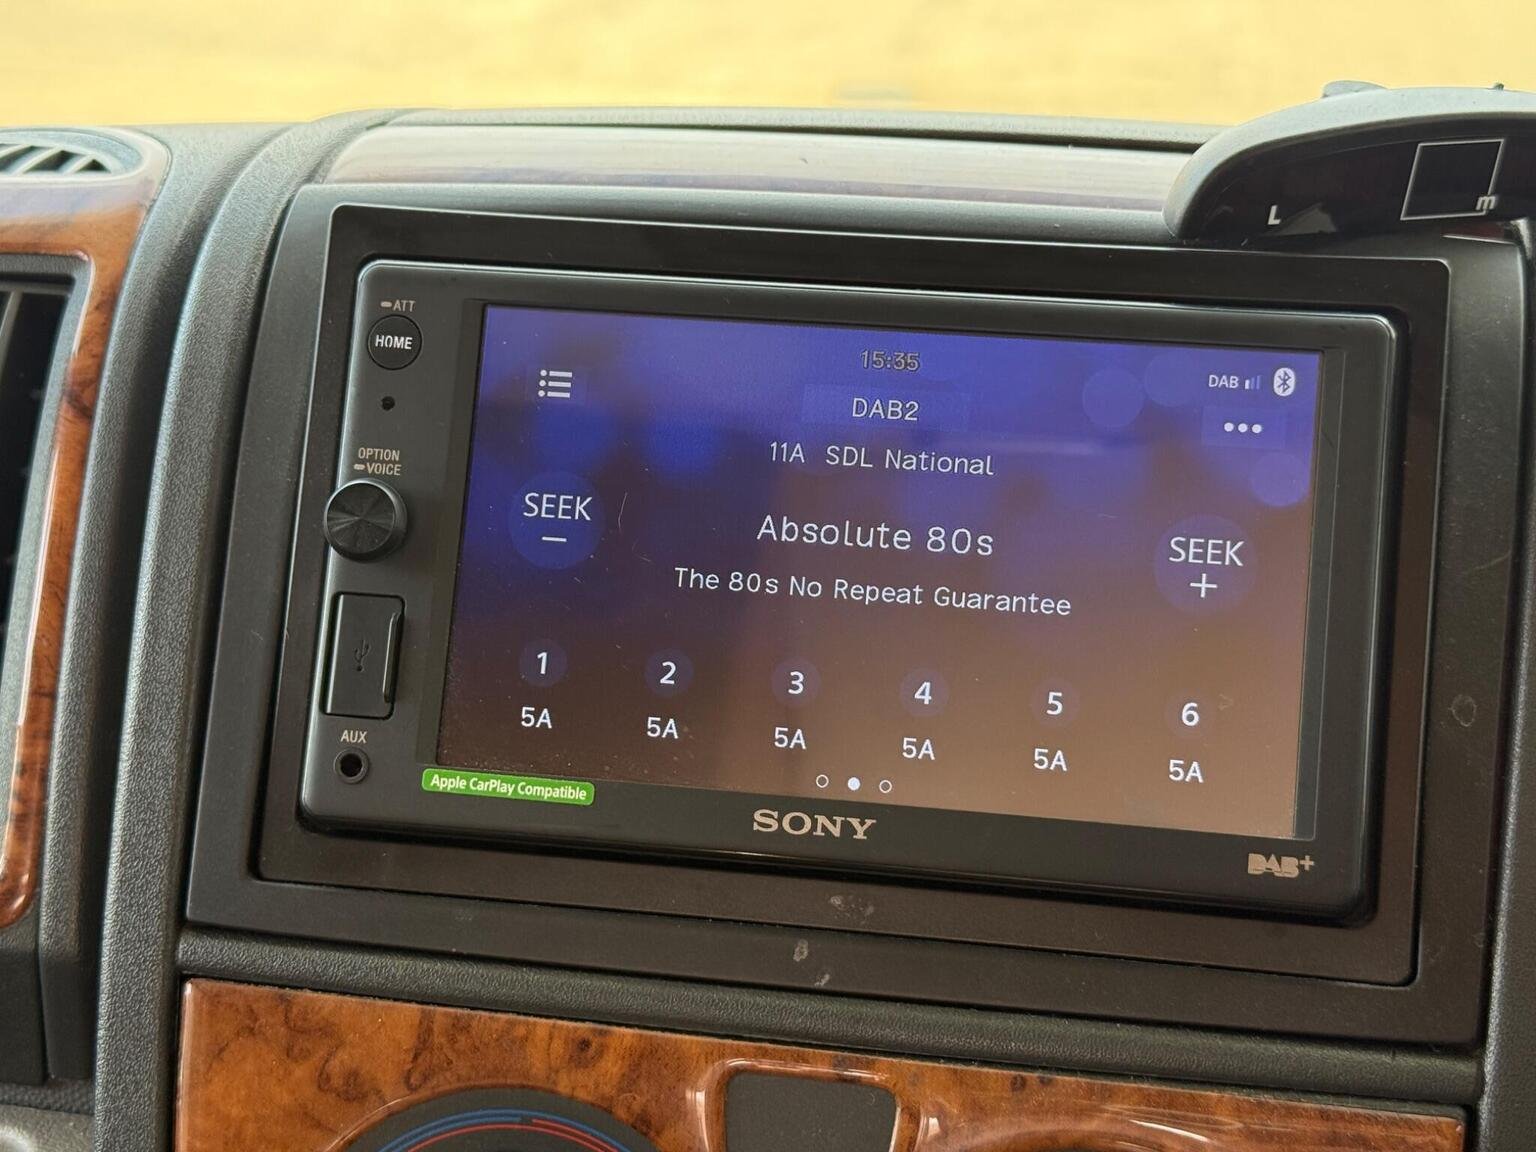 L
m
ATT
HOME
OPTION
VOICE
AUX
15:35
DAB
DAB2
11A SDL National
SEEK
−
Absolute 80s
SEEK
+
The 80s No Repeat Guarantee
1 2 3 4 5 6
5A 5A 5A 5A 5A 5A
Apple CarPlay Compatible
SONY
DAB+